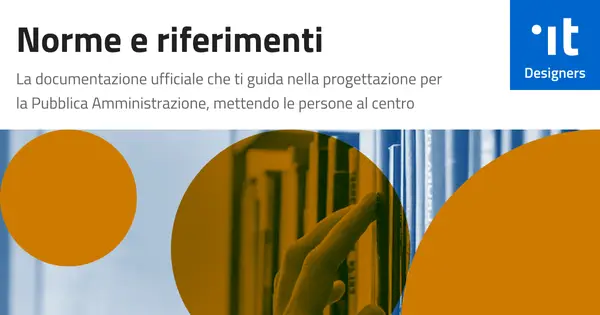 Norme e riferimenti
La documentazione ufficiale che ti guida nella progettazione per
la Pubblica Amministrazione, mettendo le persone al centro
it
Designers